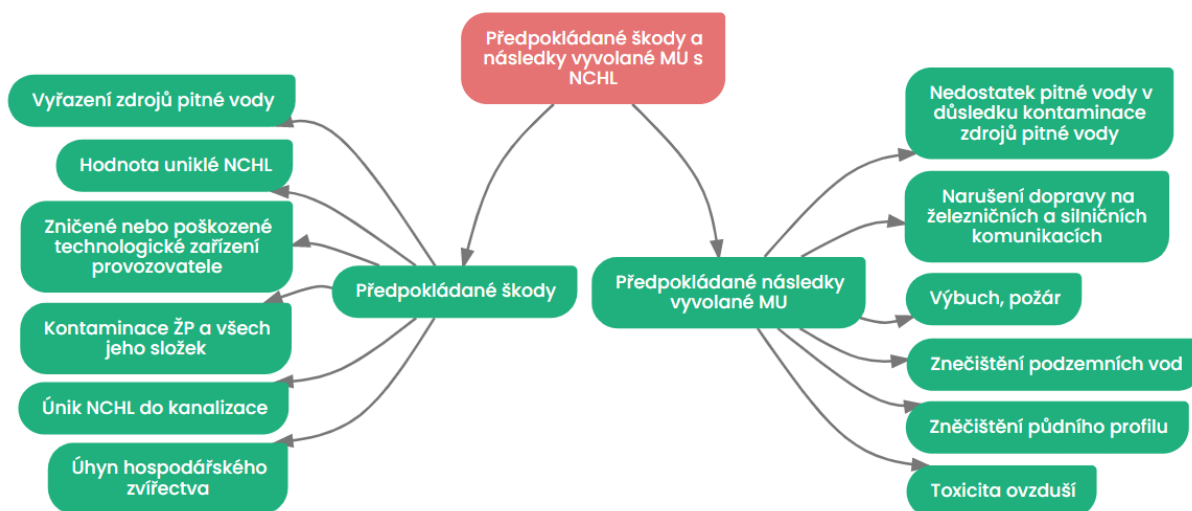 Předpokládané škody a
následky vyvolané MU s
NCHL
Vyřazení zdrojů pitné vody
Hodnota uniklé NCHL
Zničené nebo poškozené
technologické zařízení
provozovatele
Kontaminace ŽP a všech
jeho složek
Únik NCHL do kanalizace
Úhyn hospodářského
zvířectva
Předpokládané škody
Předpokládané následky
vyvolané MU
Nedostatek pitné vody v
důsledku kontaminace
zdrojů pitné vody
Narušení dopravy na
železničních a silničních
komunikacích
Výbuch, požár
Znečištění podzemních vod
Zněčištění půdního profilu
Toxicita ovzduší